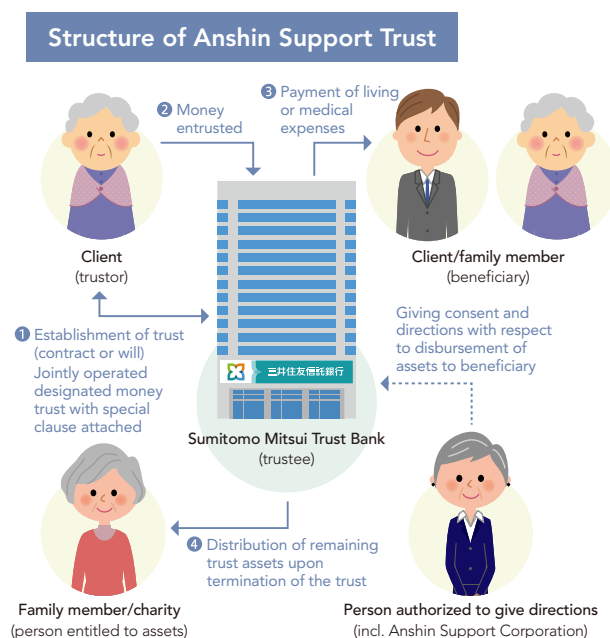 Structure of Anshin Support Trust
2 Money
entrusted
3 Payment of living
or medical
expenses
Client
(trustor)
Client/family member
(beneficiary)
1 Establishment of trust
(contract or will)
Jointly operated
designated money
trust with special
clause attached
Giving consent and
directions with respect
to disbursement of
assets to beneficiary
三井住友信託銀行
Sumitomo Mitsui Trust Bank
(trustee)
4 Distribution of remaining
trust assets upon
termination of the trust
Family member/charity
(person entitled to assets)
Person authorized to give directions
(incl. Anshin Support Corporation)